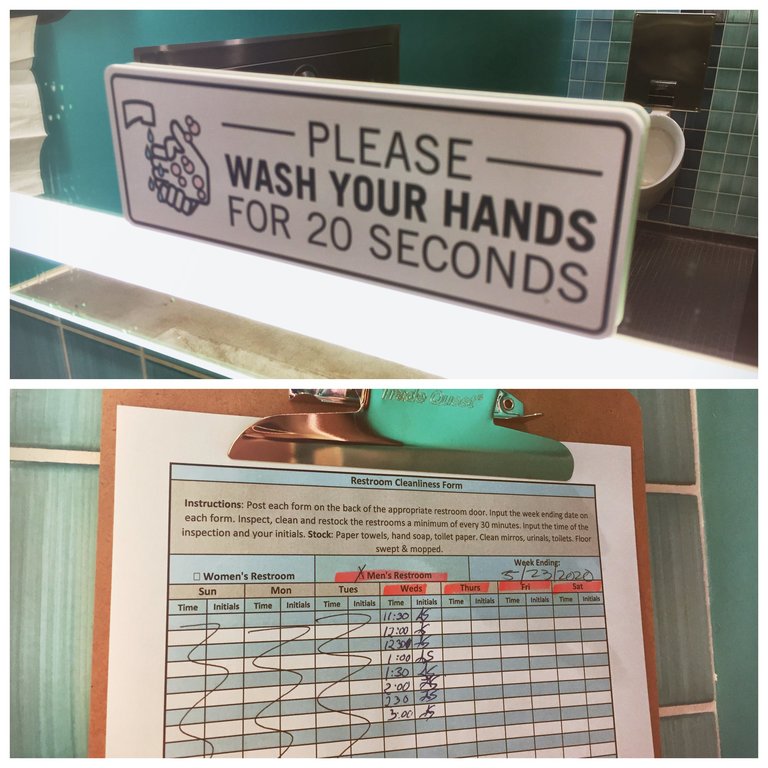 PLEASE
WASH YOUR HANDS
FOR 20 SECONDS
Restroom Cleanliness Form
Instructions: Post each form on the back of the appropriate restroom door. Input the week ending date on
each form. Inspect, clean and restock the restrooms a minimum of every 30 minutes. Input the time of the
inspection and your initials. Stock: Paper towels, hand soap, toilet paper. Clean mirros, urinals, toilets. Floor
swept & mopped.
Week Ending:
☐ Women's Restroom X Men's Restroom 5/23/2020
Sun Mon Tues Weds Thurs Fri Sat
Time Initials Time Initials Time Initials Time Initials Time Initials Time Initials Time Initials
11:30
12:00
1230
1:00
1:30
2:00
230
3:00